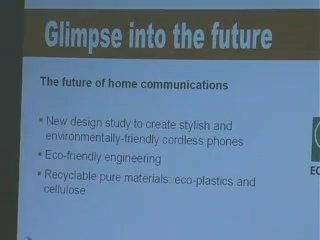 Glimpse into the future
The future of home communications
• New design study to create stylish and
environmentally-friendly cordless phones
• Eco-friendly engineering
• Recyclable pure materials: eco-plastics and
cellulose